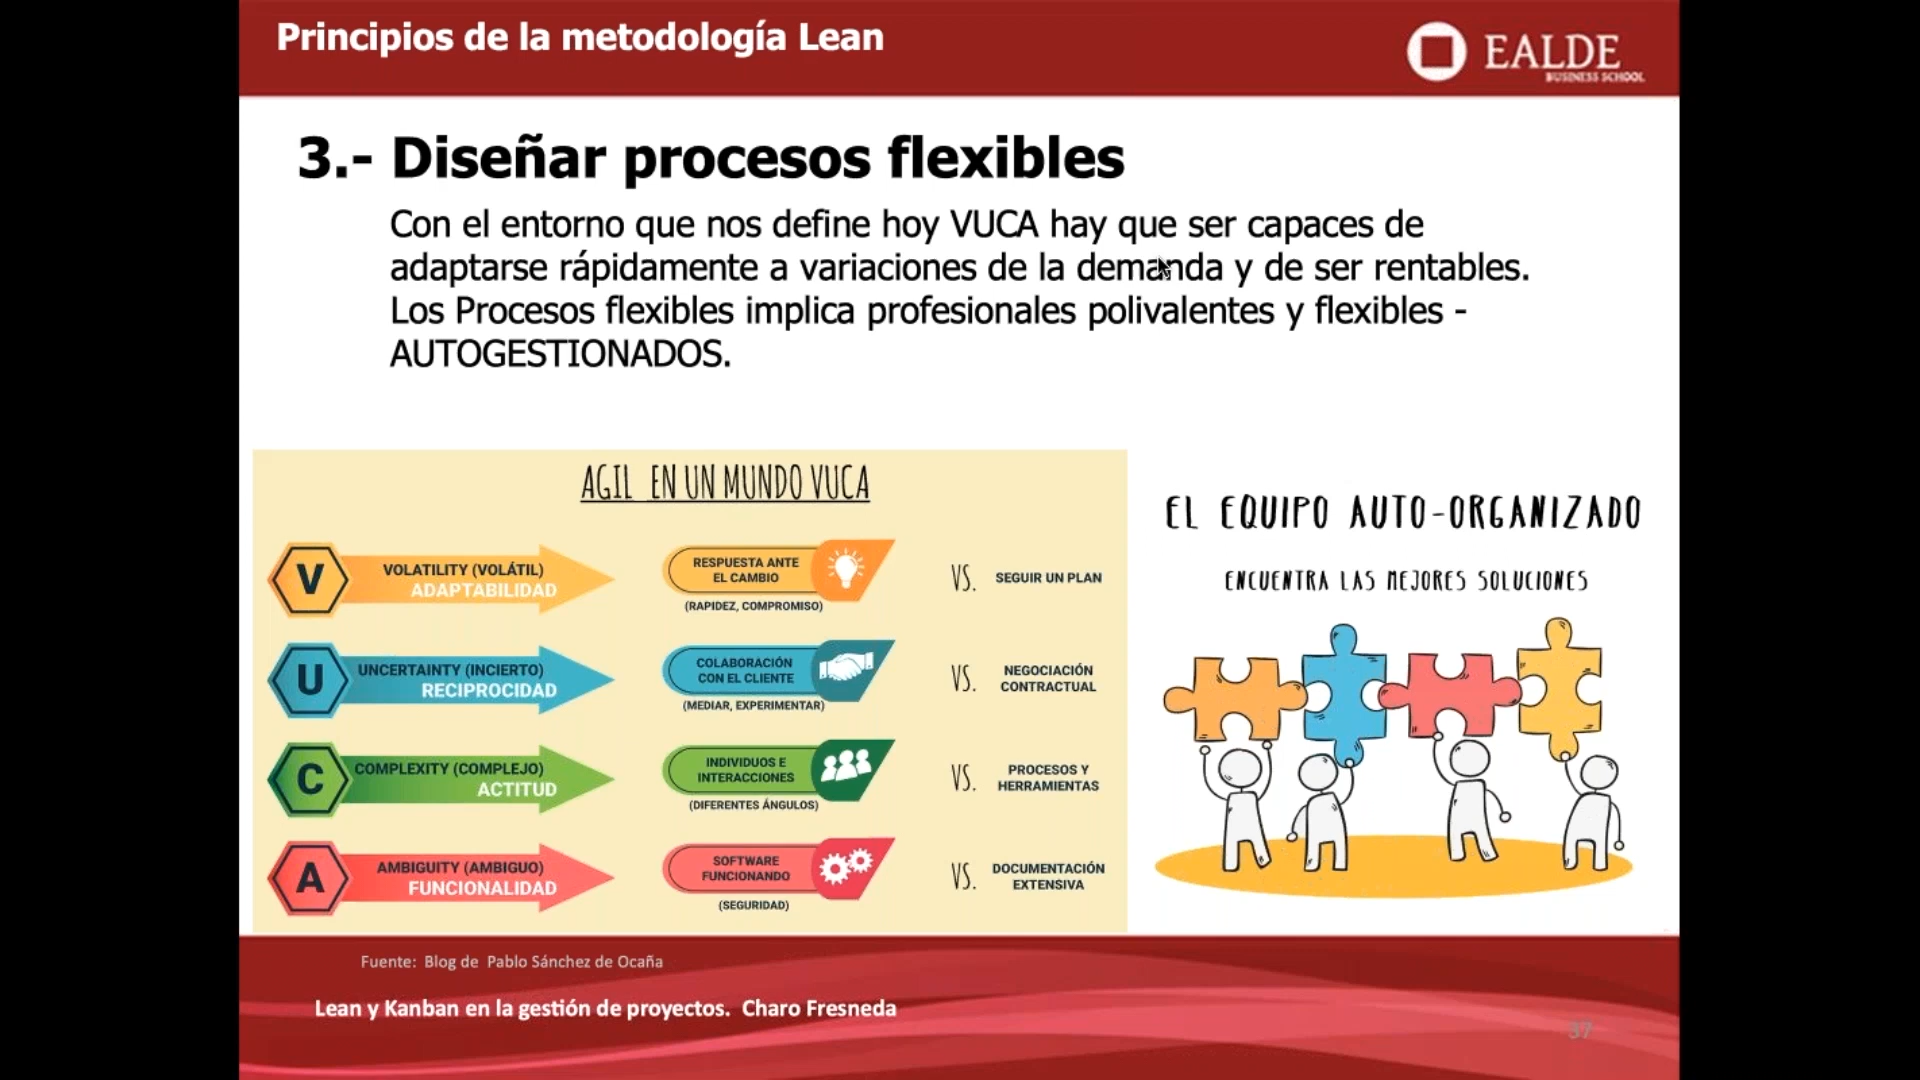 Principios de la metodología Lean
EALDE
BUSINESS SCHOOL
3.- Diseñar procesos flexibles
Con el entorno que nos define hoy VUCA hay que ser capaces de
adaptarse rápidamente a variaciones de la demanda y de ser rentables.
Los Procesos flexibles implica profesionales polivalentes y flexibles -
AUTOGESTIONADOS.
AGIL EN UN MUNDO VUCA
V
VOLATILITY (VOLÁTIL)
ADAPTABILIDAD
RESPUESTA ANTE
EL CAMBIO
(RAPIDEZ, COMPROMISO)
VS.
SEGUIR UN PLAN
U
UNCERTAINTY (INCIERTO)
RECIPROCIDAD
COLABORACIÓN
CON EL CLIENTE
(MEDIAR, EXPERIMENTAR)
VS.
NEGOCIACIÓN
CONTRACTUAL
C
COMPLEXITY (COMPLEJO)
ACTITUD
INDIVIDUOS E
INTERACCIONES
(DIFERENTES ÁNGULOS)
VS.
PROCESOS Y
HERRAMIENTAS
A
AMBIGUITY (AMBIGUO)
FUNCIONALIDAD
SOFTWARE
FUNCIONANDO
(SEGURIDAD)
VS.
DOCUMENTACIÓN
EXTENSIVA
EL EQUIPO AUTO-ORGANIZADO
ENCUENTRA LAS MEJORES SOLUCIONES
Fuente: Blog de Pablo Sánchez de Ocaña
Lean y Kanban en la gestión de proyectos. Charo Fresneda
37